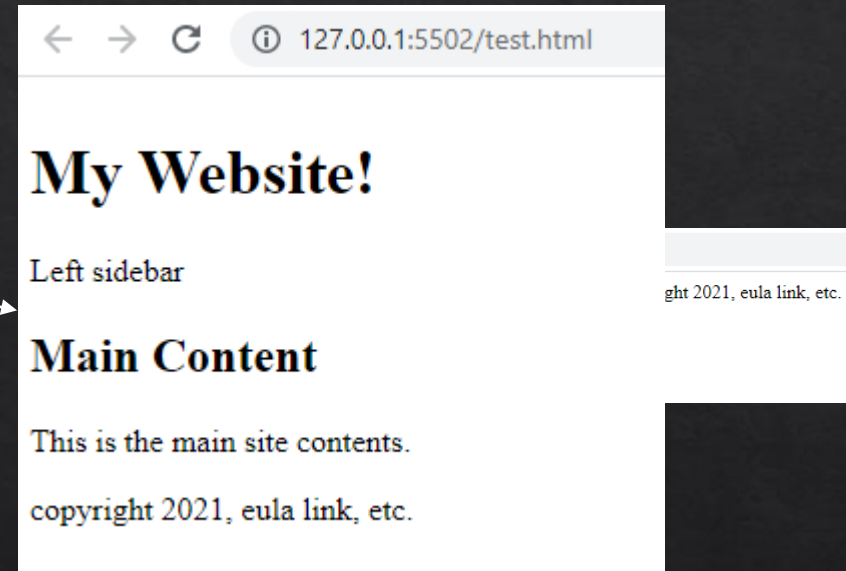 127.0.0.1:5502/test.html
My Website!
Left sidebar
Main Content
This is the main site contents.
copyright 2021, eula link, etc.
ght 2021, eula link, etc.